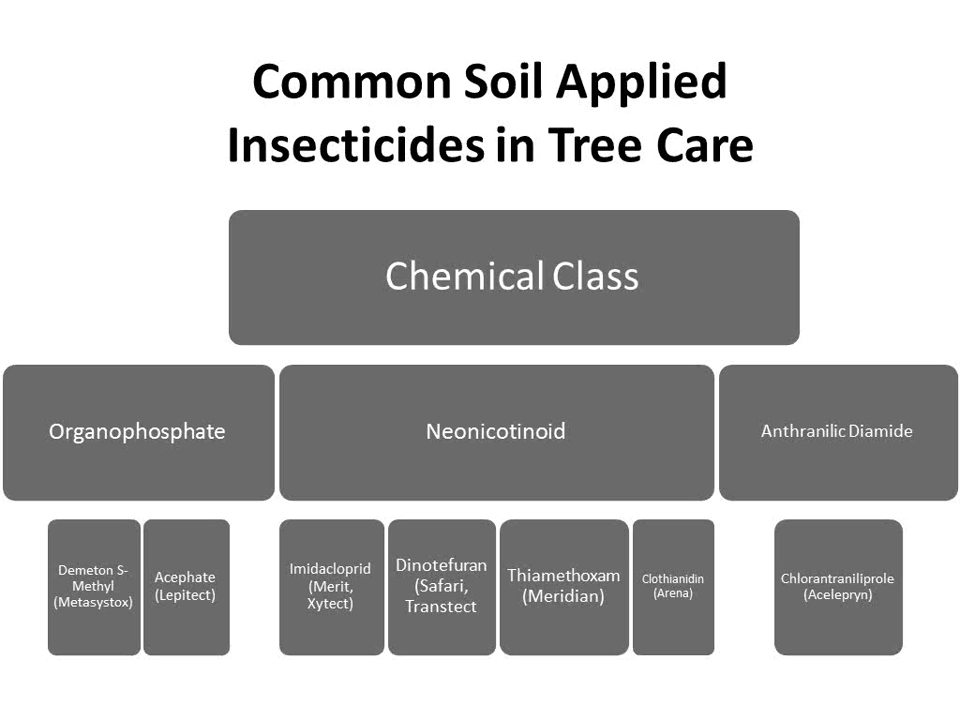 Common Soil Applied
Insecticides in Tree Care
Chemical Class
Organophosphate
Neonicotinoid
Anthranilic Diamide
Demeton S-
Methyl
(Metasystox)
Acephate
(Lepitect)
Imidacloprid
(Merit,
Xytect)
Dinotefuran
(Safari,
Transtect
Thiamethoxam
(Meridian)
Clothianidin
(Arena)
Chlorantraniliprole
(Acelepryn)